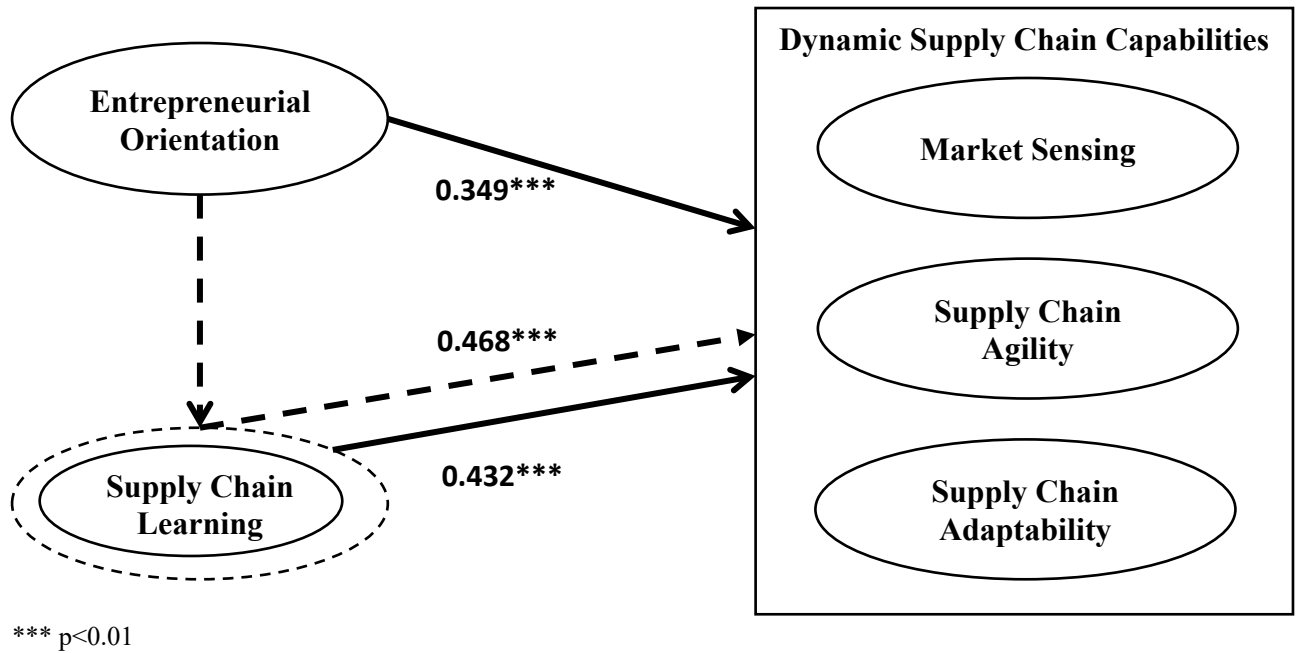 Dynamic Supply Chain Capabilities
Entrepreneurial
Orientation
Market Sensing
0.349***
Supply Chain
Agility
0.468***
0.432***
Supply Chain
Learning
Supply Chain
Adaptability
*** p<0.01